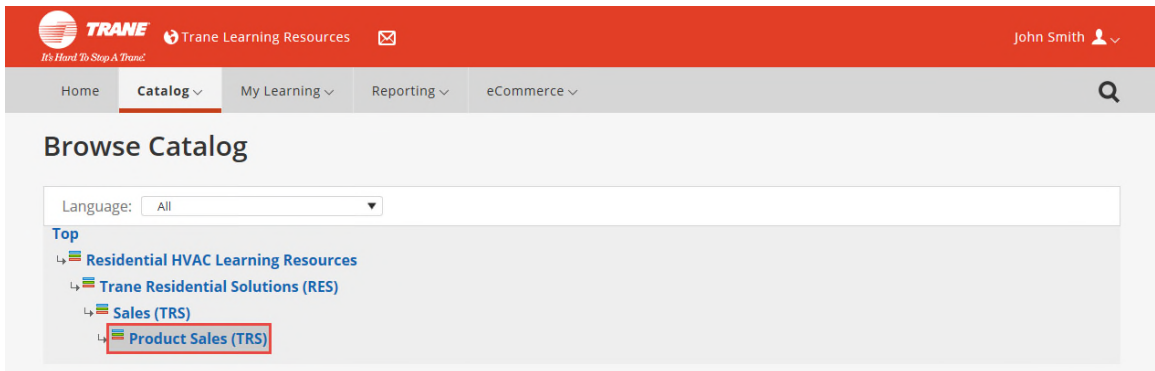 TRANE
It's Hard To Stop A Trane.
Trane Learning Resources
John Smith
Home Catalog My Learning Reporting eCommerce
Browse Catalog
Language: All
Top
Residential HVAC Learning Resources
Trane Residential Solutions (RES)
Sales (TRS)
Product Sales (TRS)